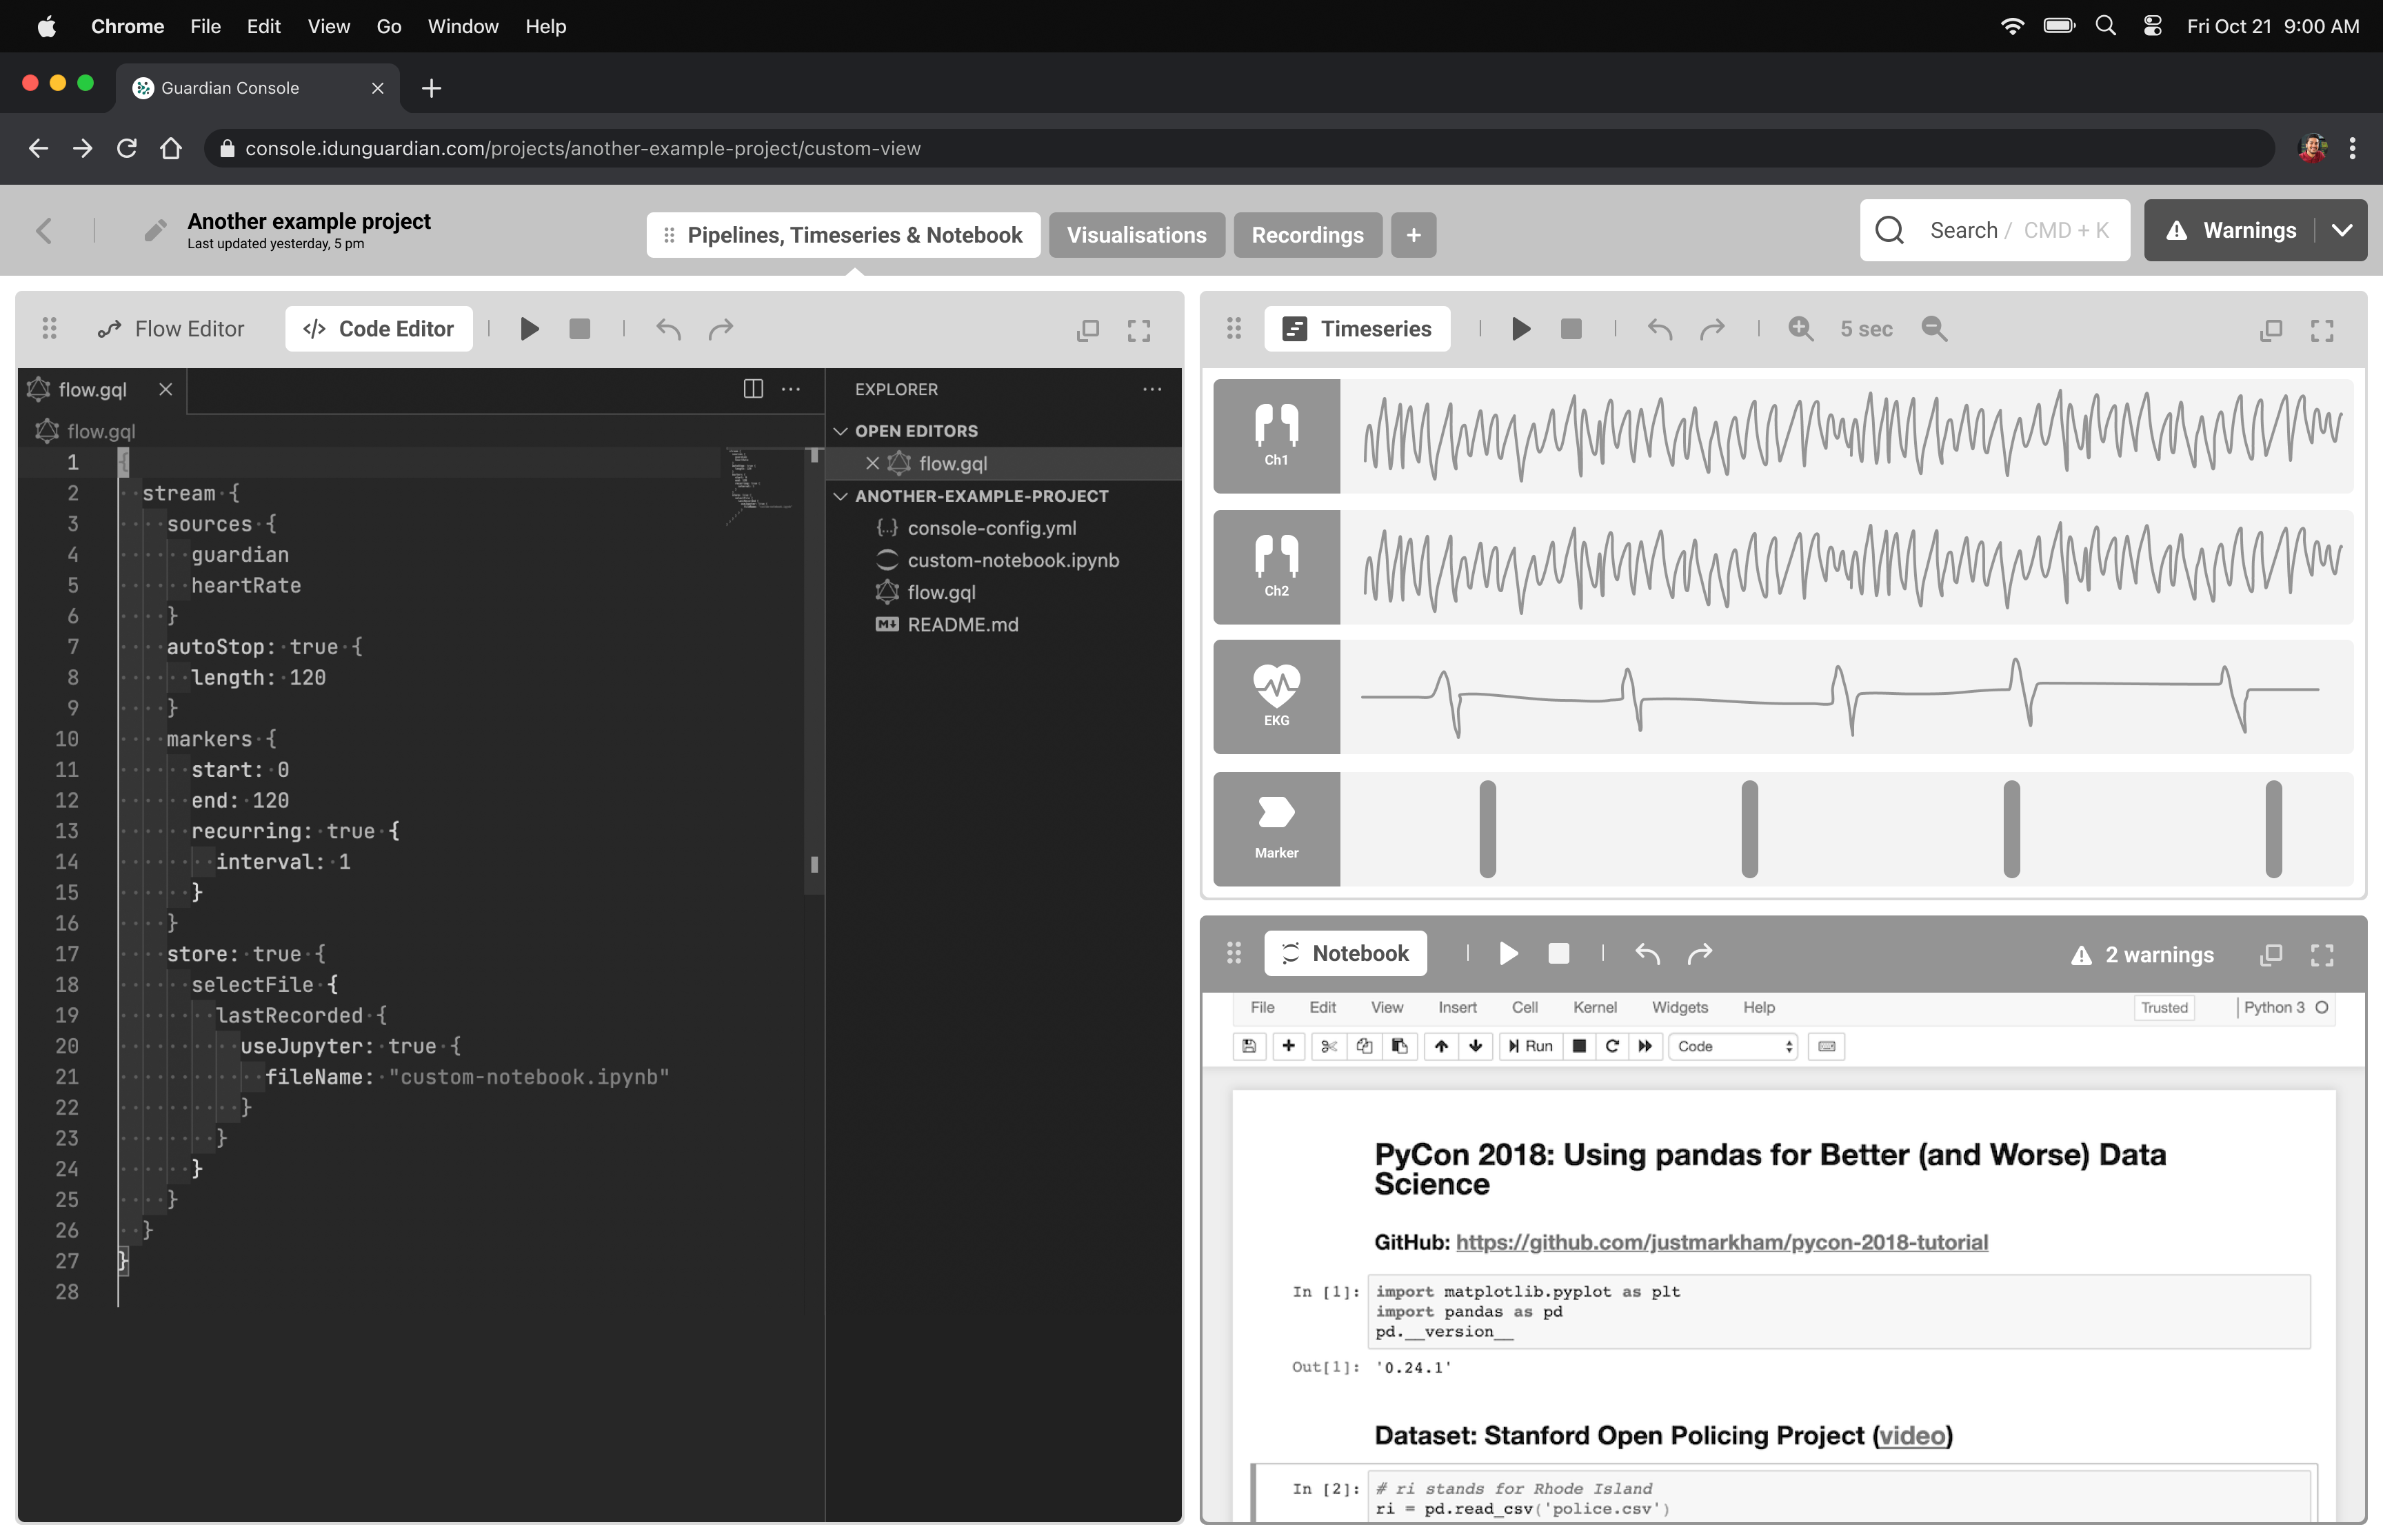 Chrome File Edit View Go Window Help
Fri Oct 21 9:00 AM
Guardian Console
console.idunguardian.com/projects/another-example-project/custom-view
Another example project
Last updated yesterday, 5 pm
Pipelines, Timeseries & Notebook
Visualisations
Recordings
+
Search / CMD + K
Warnings
Flow Editor
</> Code Editor
flow.gql
EXPLORER
flow.gql
OPEN EDITORS
flow.gql
ANOTHER-EXAMPLE-PROJECT
{..} console-config.yml
custom-notebook.ipynb
flow.gql
M↓ README.md
1 {
2 stream {
3 sources {
4 guardian
5 heartRate
6 }
7 autoStop: true {
8 length: 120
9 }
10 markers {
11 start: 0
12 end: 120
13 recurring: true {
14 interval: 1
15 }
16 }
17 store: true {
18 selectFile {
19 lastRecorded {
20 useJupyter: true {
21 fileName: "custom-notebook.ipynb"
22 }
23 }
24 }
25 }
26 }
27 }
28
Timeseries
5 sec
Ch1
Ch2
EKG
Marker
Notebook
2 warnings
File Edit View Insert Cell Kernel Widgets Help
Trusted
Python 3
Run
Code
PyCon 2018: Using pandas for Better (and Worse) Data
Science
GitHub: https://github.com/justmarkham/pycon-2018-tutorial
In [1]: import matplotlib.pyplot as plt
import pandas as pd
pd.__version__
Out[1]: '0.24.1'
Dataset: Stanford Open Policing Project (video)
In [2]: # ri stands for Rhode Island
ri = pd.read_csv('police.csv')